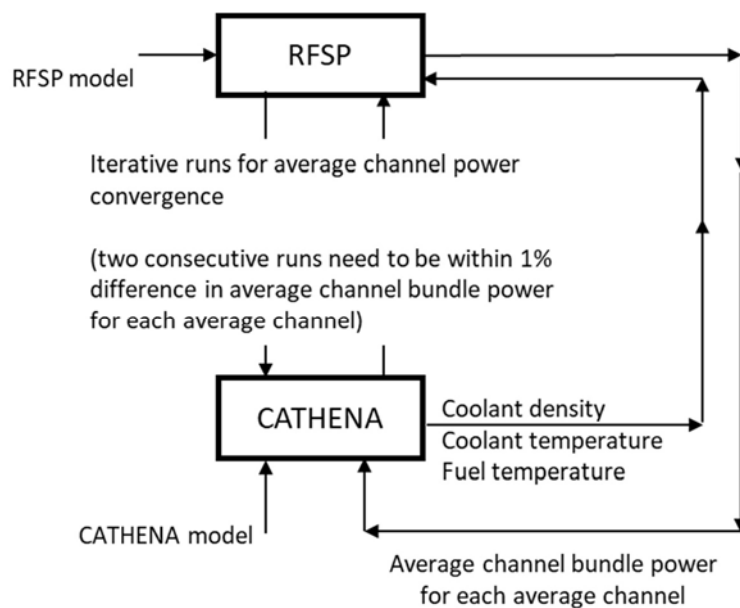 RFSP
RFSP model
Iterative runs for average channel power
convergence
(two consecutive runs need to be within 1%
difference in average channel bundle power
for each average channel)
CATHENA
Coolant density
Coolant temperature
Fuel temperature
CATHENA model
Average channel bundle power
for each average channel